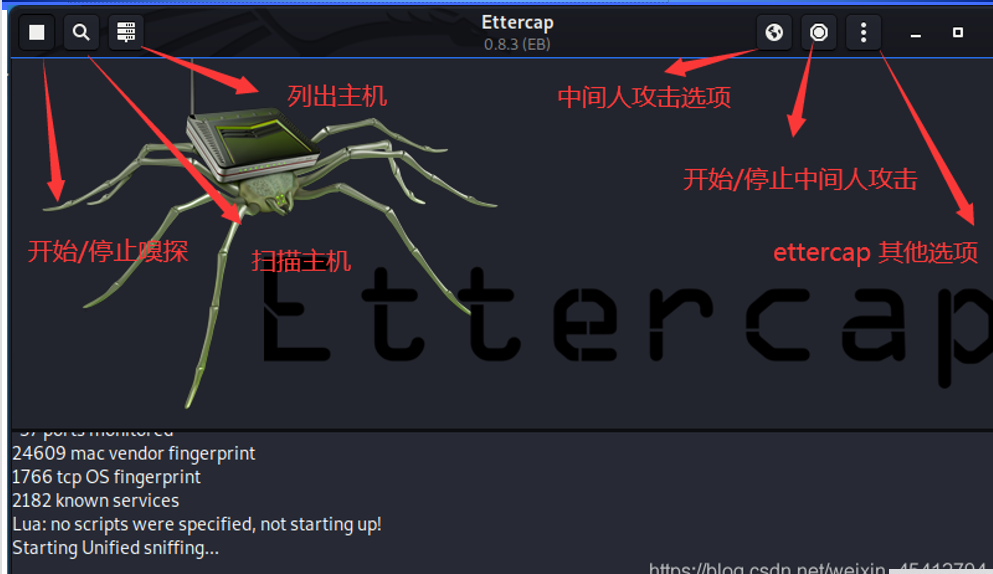 Ettercap
0.8.3 (EB)
列出主机
中间人攻击选项
开始/停止中间人攻击
开始/停止嗅探
扫描主机
ettercap 其他选项
Ettercap
57 ports monitored
24609 mac vendor fingerprint
1766 tcp OS fingerprint
2182 known services
Lua: no scripts were specified, not starting up!
Starting Unified sniffing...
https://blog.csdn.net/weixin_45412794